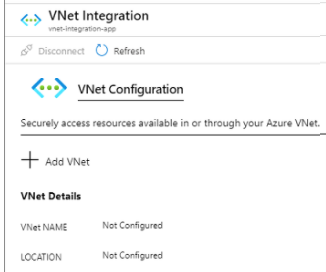 VNet Integration
vnet-integration-app
Disconnect Refresh
VNet Configuration
Securely access resources available in or through your Azure VNet.
Add VNet
VNet Details
VNet NAME Not Configured
LOCATION Not Configured